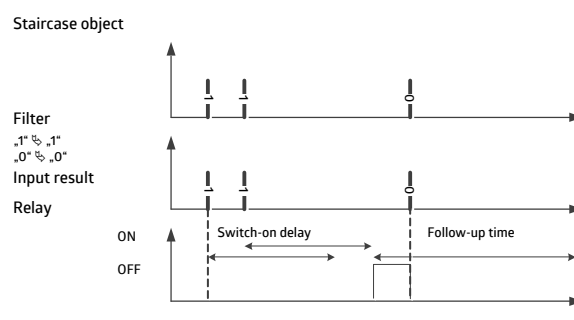 Staircase object
1 1 0
Filter
„1“ ⇘ „1“
„0“ ⇘ „0“
Input result
1 1 0
Relay
Switch-on delay Follow-up time
ON
OFF